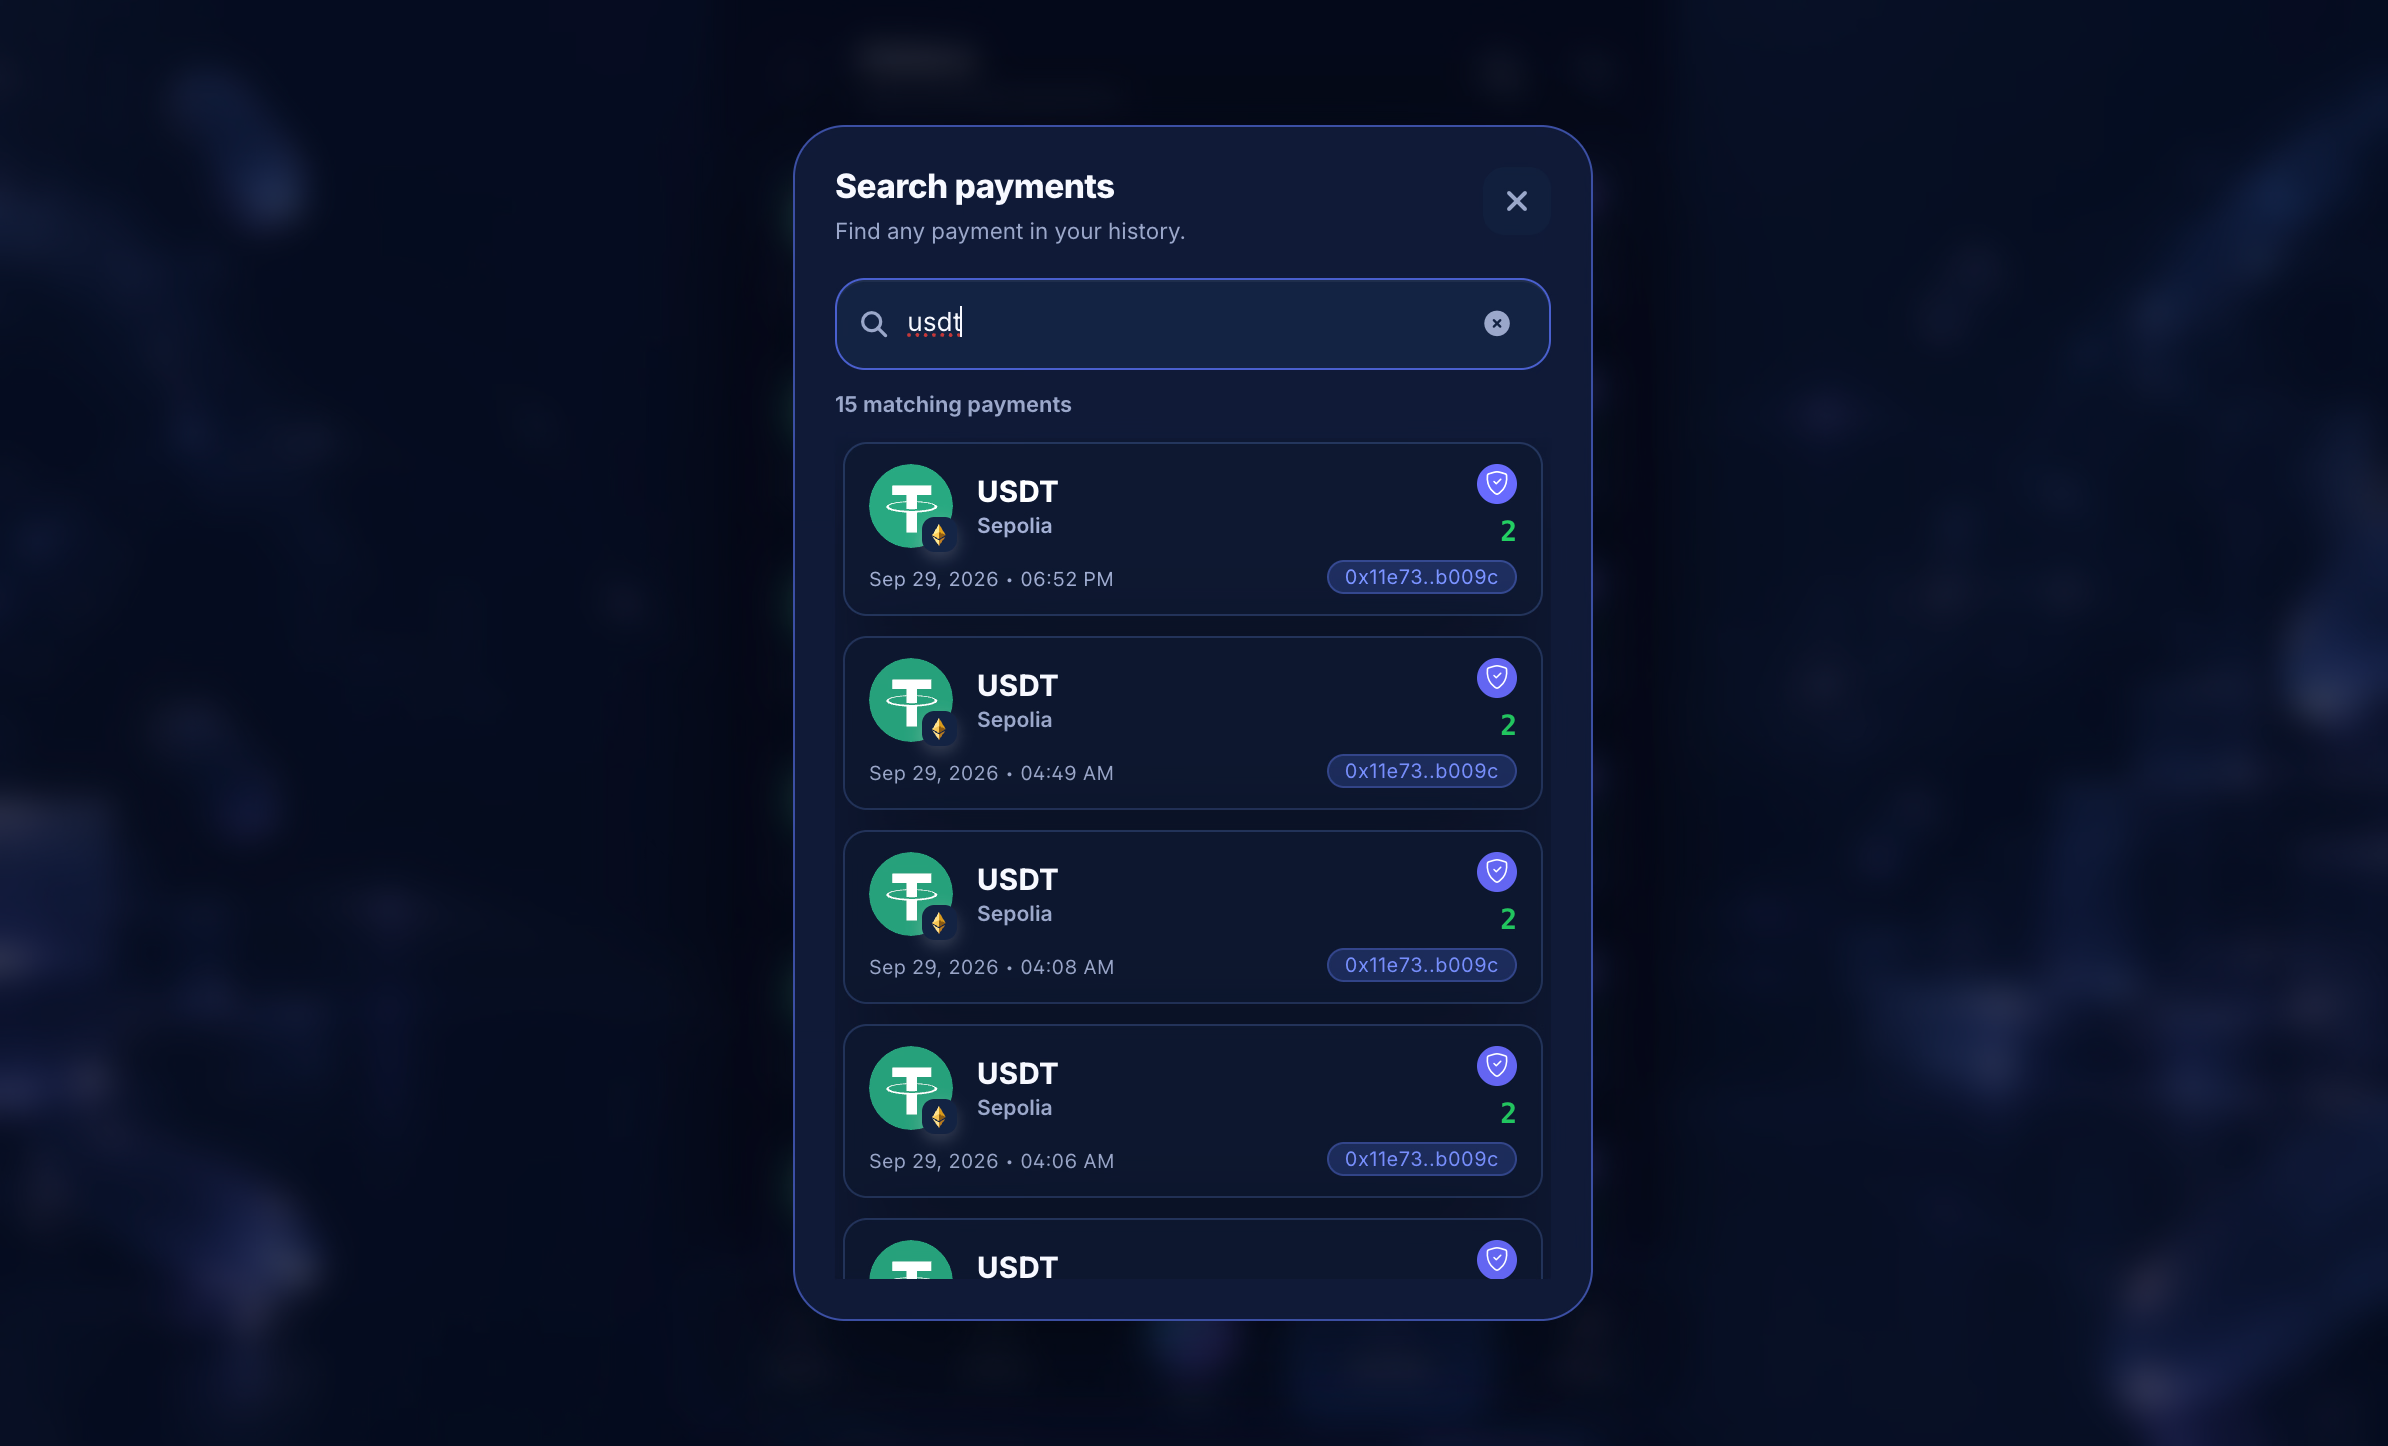 Search payments
Find any payment in your history.
usdt
15 matching payments
USDT
Sepolia
2
Sep 29, 2026 • 06:52 PM
0x11e73..b009c
USDT
Sepolia
2
Sep 29, 2026 • 04:49 AM
0x11e73..b009c
USDT
Sepolia
2
Sep 29, 2026 • 04:08 AM
0x11e73..b009c
USDT
Sepolia
2
Sep 29, 2026 • 04:06 AM
0x11e73..b009c
USDT